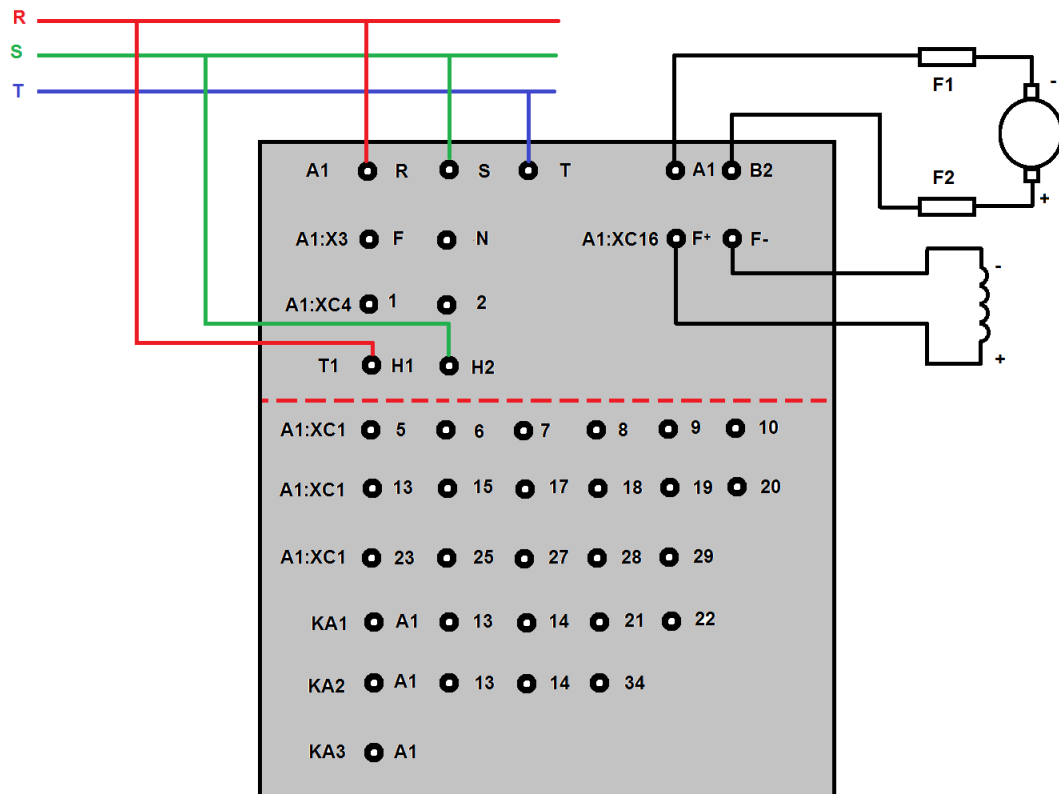 R
S
T
F1
-
F2
+
A1 R S T A1 B2
A1:X3 F N A1:XC16 F+ F-
A1:XC4 1 2
-
+
T1 H1 H2
A1:XC1 5 6 7 8 9 10
A1:XC1 13 15 17 18 19 20
A1:XC1 23 25 27 28 29
KA1 A1 13 14 21 22
KA2 A1 13 14 34
KA3 A1